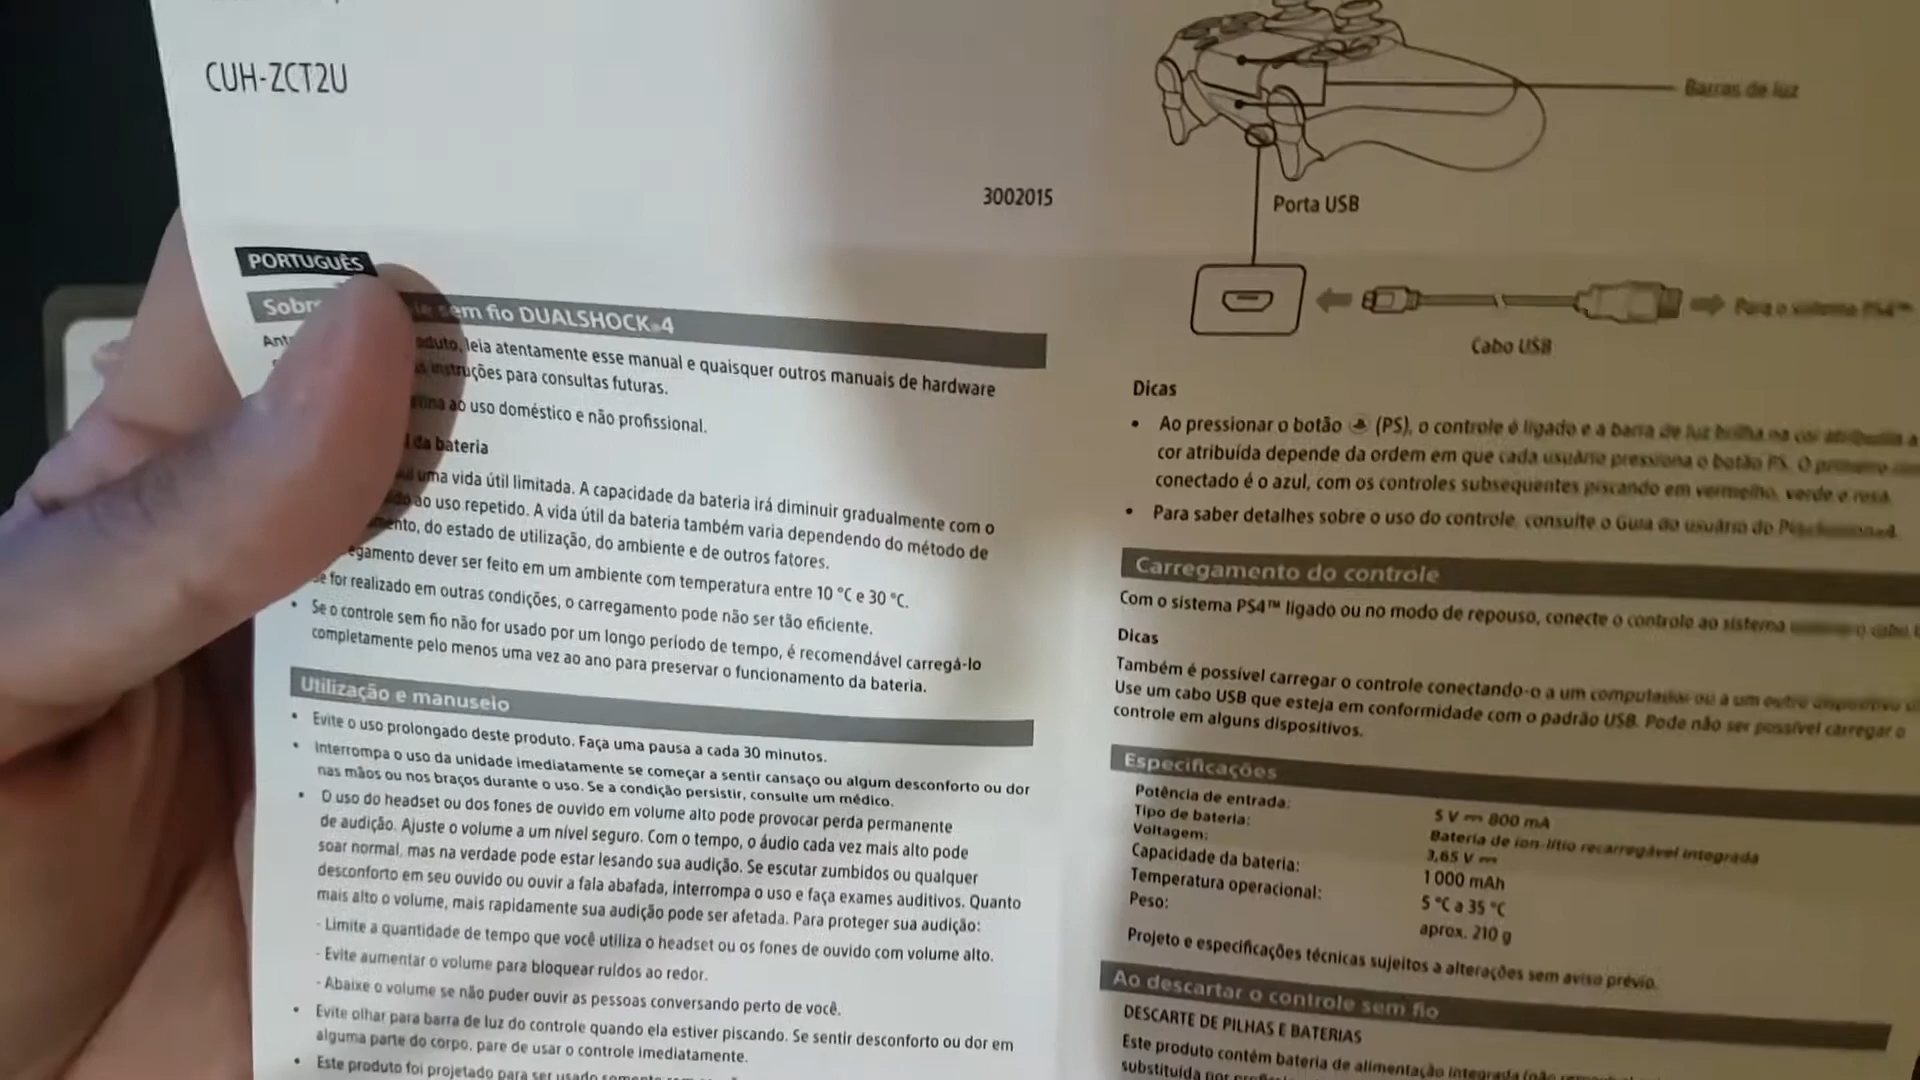 CUH-ZCT2U
3002015
PORTUGUÊS
sem fio DUALSHOCK®4
leia atentamente esse manual e quaisquer outros manuais de hardware
instruções para consultas futuras.
ao uso doméstico e não profissional.
da bateria
uma vida útil limitada. A capacidade da bateria irá diminuir gradualmente com o
ao uso repetido. A vida útil da bateria também varia dependendo do método de
do estado de utilização, do ambiente e de outros fatores.
dever ser feito em um ambiente com temperatura entre 10 °C e 30 °C.
se for realizado em outras condições, o carregamento pode não ser tão eficiente.
• Se o controle sem fio não for usado por um longo período de tempo, é recomendável carregá-lo
completamente pelo menos uma vez ao ano para preservar o funcionamento da bateria.
Utilização e manuseio
• Evite o uso prolongado deste produto. Faça uma pausa a cada 30 minutos.
• Interrompa o uso da unidade imediatamente se começar a sentir cansaço ou algum desconforto ou dor
nas mãos ou nos braços durante o uso. Se a condição persistir, consulte um médico.
• O uso do headset ou dos fones de ouvido em volume alto pode provocar perda permanente
de audição. Ajuste o volume a um nível seguro. Com o tempo, o áudio cada vez mais alto pode
soar normal, mas na verdade pode estar lesando sua audição. Se escutar zumbidos ou qualquer
desconforto em seu ouvido ou ouvir a fala abafada, interrompa o uso e faça exames auditivos. Quanto
mais alto o volume, mais rapidamente sua audição pode ser afetada. Para proteger sua audição:
- Limite a quantidade de tempo que você utiliza o headset ou os fones de ouvido com volume alto.
- Evite aumentar o volume para bloquear ruídos ao redor.
- Abaixe o volume se não puder ouvir as pessoas conversando perto de você.
• Evite olhar para barra de luz do controle quando ela estiver piscando. Se sentir desconforto ou dor em
alguma parte do corpo, pare de usar o controle imediatamente.
• Este produto foi projetado para ser usado
Barras de luz
Porta USB
Para o sistema PS4™
Cabo USB
Dicas
• Ao pressionar o botão (PS), o controle é ligado e a barra de luz brilha na cor atribuída
cor atribuída depende da ordem em que cada usuário pressiona o botão PS. O primeiro
conectado é o azul, com os controles subsequentes piscando em vermelho, verde e rosa.
• Para saber detalhes sobre o uso do controle, consulte o Guia do usuário do PlayStation®4.
Carregamento do controle
Com o sistema PS4™ ligado ou no modo de repouso, conecte o controle ao sistema
Dicas
Também é possível carregar o controle conectando-o a um computador ou a um outro dispositivo
Use um cabo USB que esteja em conformidade com o padrão USB. Pode não ser possível carregar o
controle em alguns dispositivos.
Especificações
Potência de entrada: 5 V ⎓ 800 mA
Tipo de bateria: Bateria de íon-lítio recarregável integrada
Voltagem: 3,65 V ⎓
Capacidade da bateria: 1 000 mAh
Temperatura operacional: 5 °C a 35 °C
Peso: aprox. 210 g
Projeto e especificações técnicas sujeitos a alterações sem aviso prévio.
Ao descartar o controle sem fio
DESCARTE DE PILHAS E BATERIAS
Este produto contém bateria de alimentação integrada
substituída por